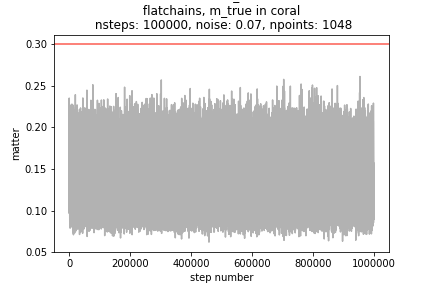 flatchains, m_true in coral
nsteps: 100000, noise: 0.07, npoints: 1048
0.30
0.25
0.20
0.15
0.10
0.05
matter
0 200000 400000 600000 800000 1000000
step number